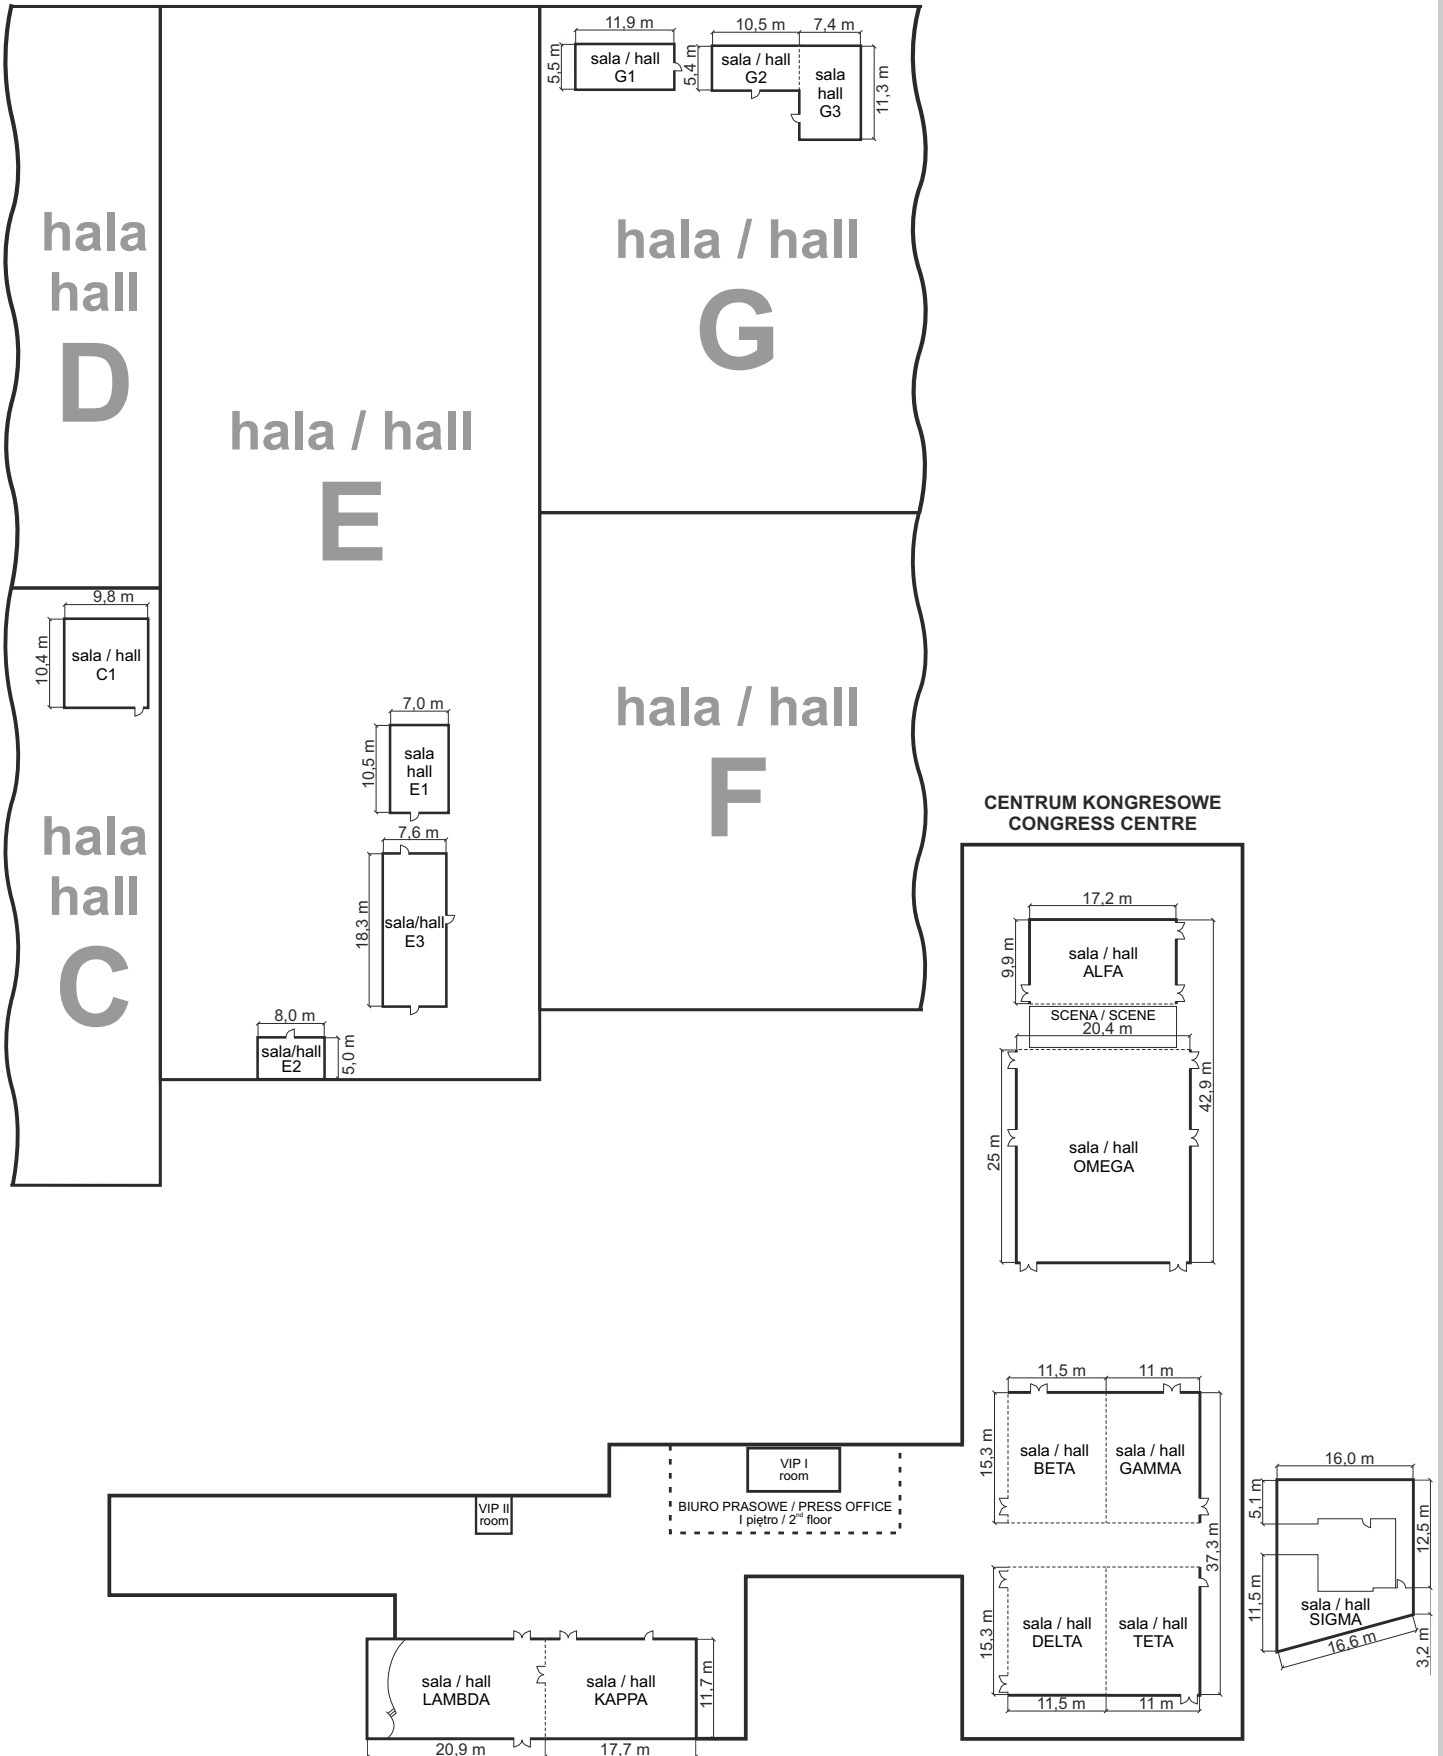 11,9 m
5,5 m
sala / hall
G1
10,5 m
7,4 m
5,4 m
sala / hall
G2
sala
hall
G3
11,3 m
hala
hall
D
hala / hall
G
hala / hall
E
9,8 m
10,4 m
sala / hall
C1
hala / hall
F
7,0 m
10,5 m
sala
hall
E1
hala
hall
C
7,6 m
18,3 m
sala/hall
E3
8,0 m
sala/hall
E2
5,0 m
CENTRUM KONGRESOWE
CONGRESS CENTRE
17,2 m
9,9 m
sala / hall
ALFA
SCENA / SCENE
20,4 m
42,9 m
25 m
sala / hall
OMEGA
11,5 m
11 m
15,3 m
sala / hall
BETA
sala / hall
GAMMA
37,3 m
VIP I
room
BIURO PRASOWE / PRESS OFFICE
I piętro / 2nd floor
VIP II
room
16,0 m
5,1 m
12,5 m
11,5 m
sala / hall
SIGMA
16,6 m
3,2 m
15,3 m
sala / hall
DELTA
sala / hall
TETA
11,5 m
11 m
sala / hall
LAMBDA
sala / hall
KAPPA
11,7 m
20,9 m
17,7 m